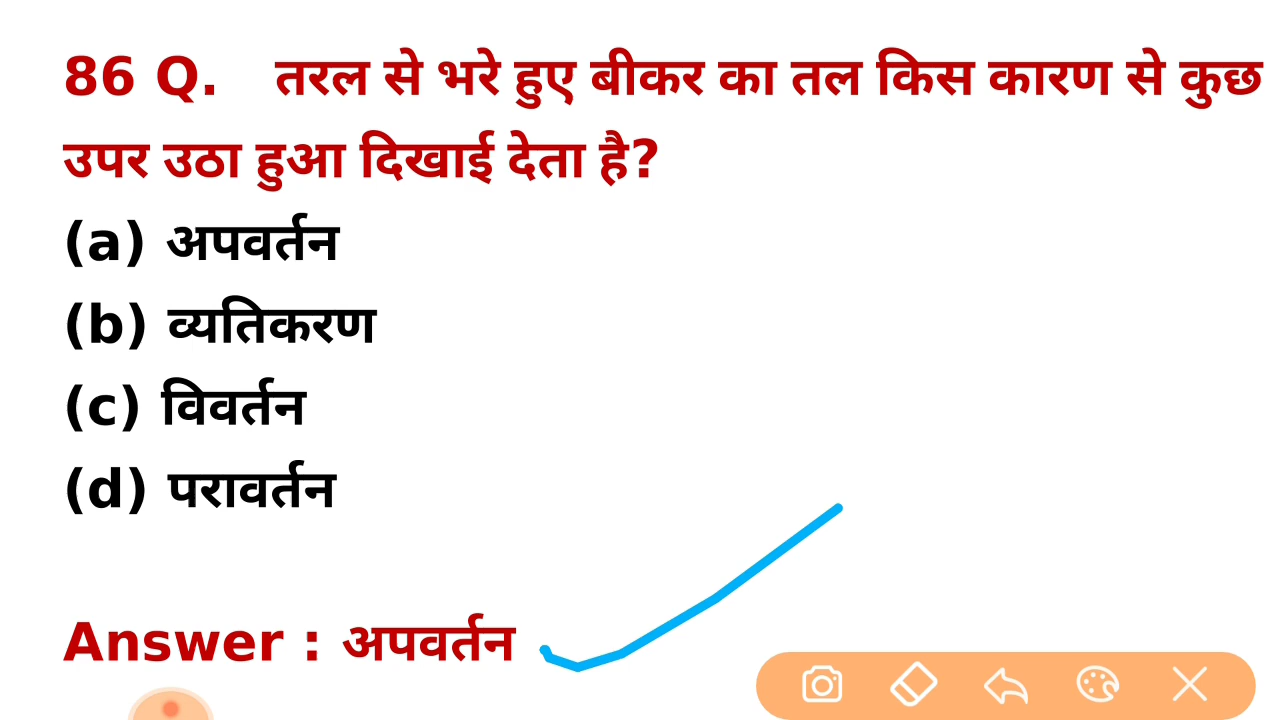 86 Q. तरल से भरे हुए बीकर का तल किस कारण से कुछ
उपर उठा हुआ दिखाई देता है?
(a) अपवर्तन
(b) व्यतिकरण
(c) विवर्तन
(d) परावर्तन
Answer : अपवर्तन